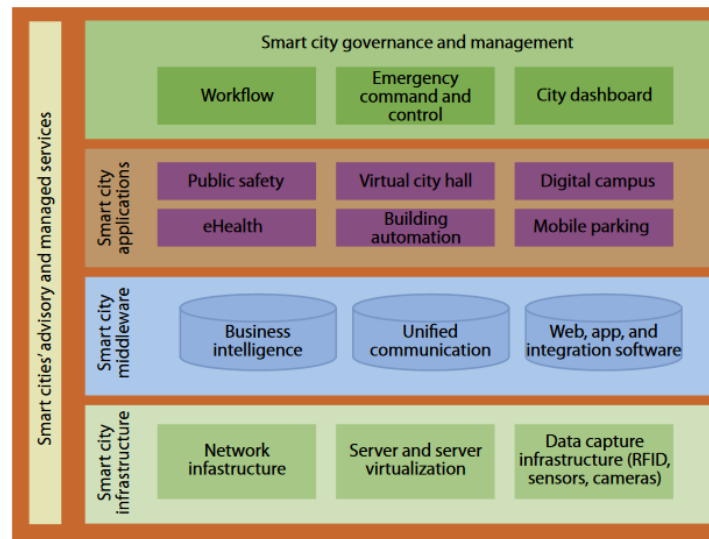 Smart cities' advisory and managed services
Smart city governance and management
Workflow
Emergency
command and
control
City dashboard
Smart city
applications
Public safety
Virtual city hall
Digital campus
eHealth
Building
automation
Mobile parking
Smart city
middleware
Business
intelligence
Unified
communication
Web, app, and
integration software
Smart city
infrastructure
Network
infastructure
Server and server
virtualization
Data capture
infrastructure (RFID,
sensors, cameras)